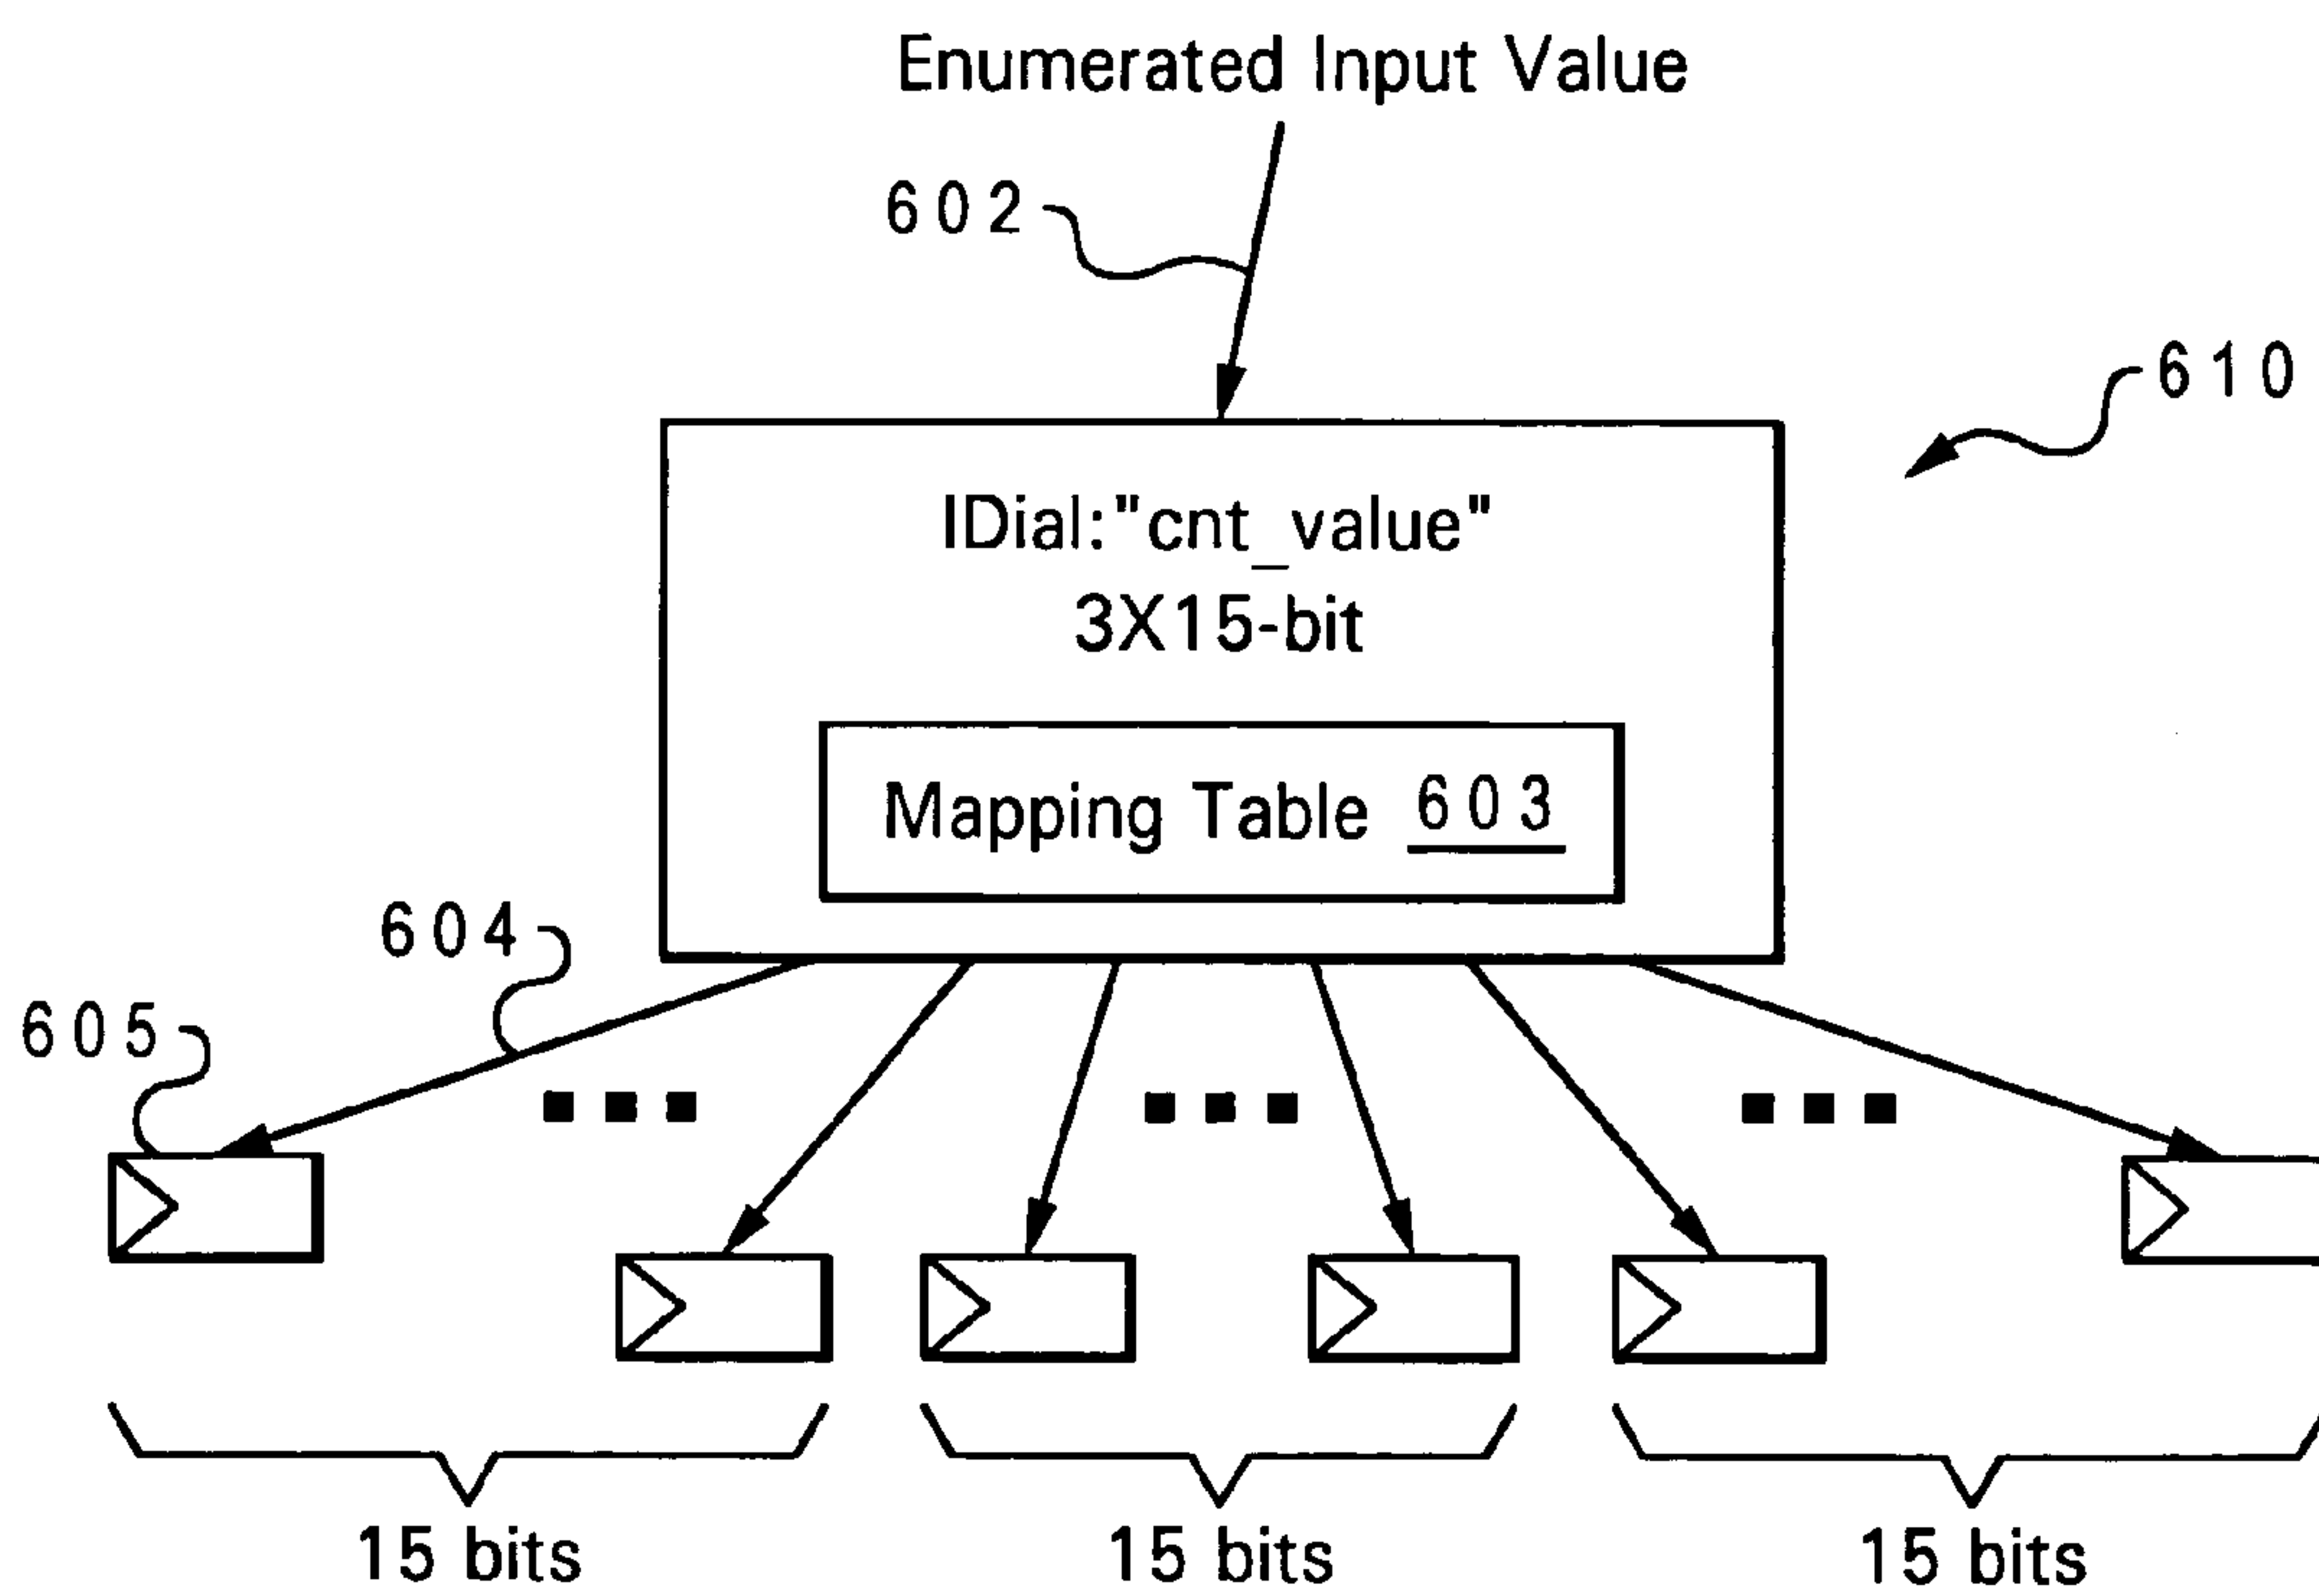 Enumerated Input Value
602
610
IDial:"cnt_value"
3X15-bit
Mapping Table 603
604
605
15 bits
15 bits
15 bits